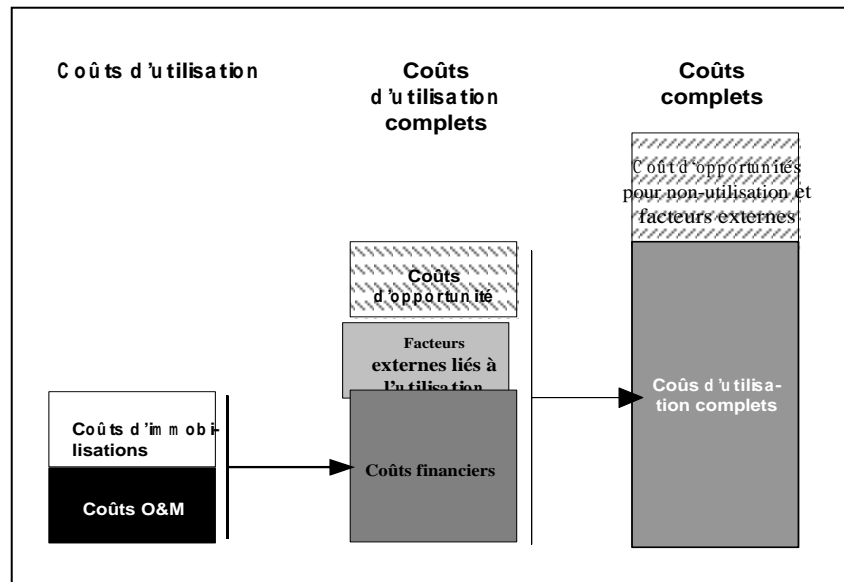 Coûts d'utilisation
Coûts
d'utilisation
complets
Coûts
complets
Coût d'opportunités
pour non-utilisation et
facteurs externes
Coûts
d'opportunité
Facteurs
externes liés à
l'utilisation
Coûts d'immobi-
lisations
Coûts O&M
Coûts financiers
Coûs d'utilisa-
tion complets